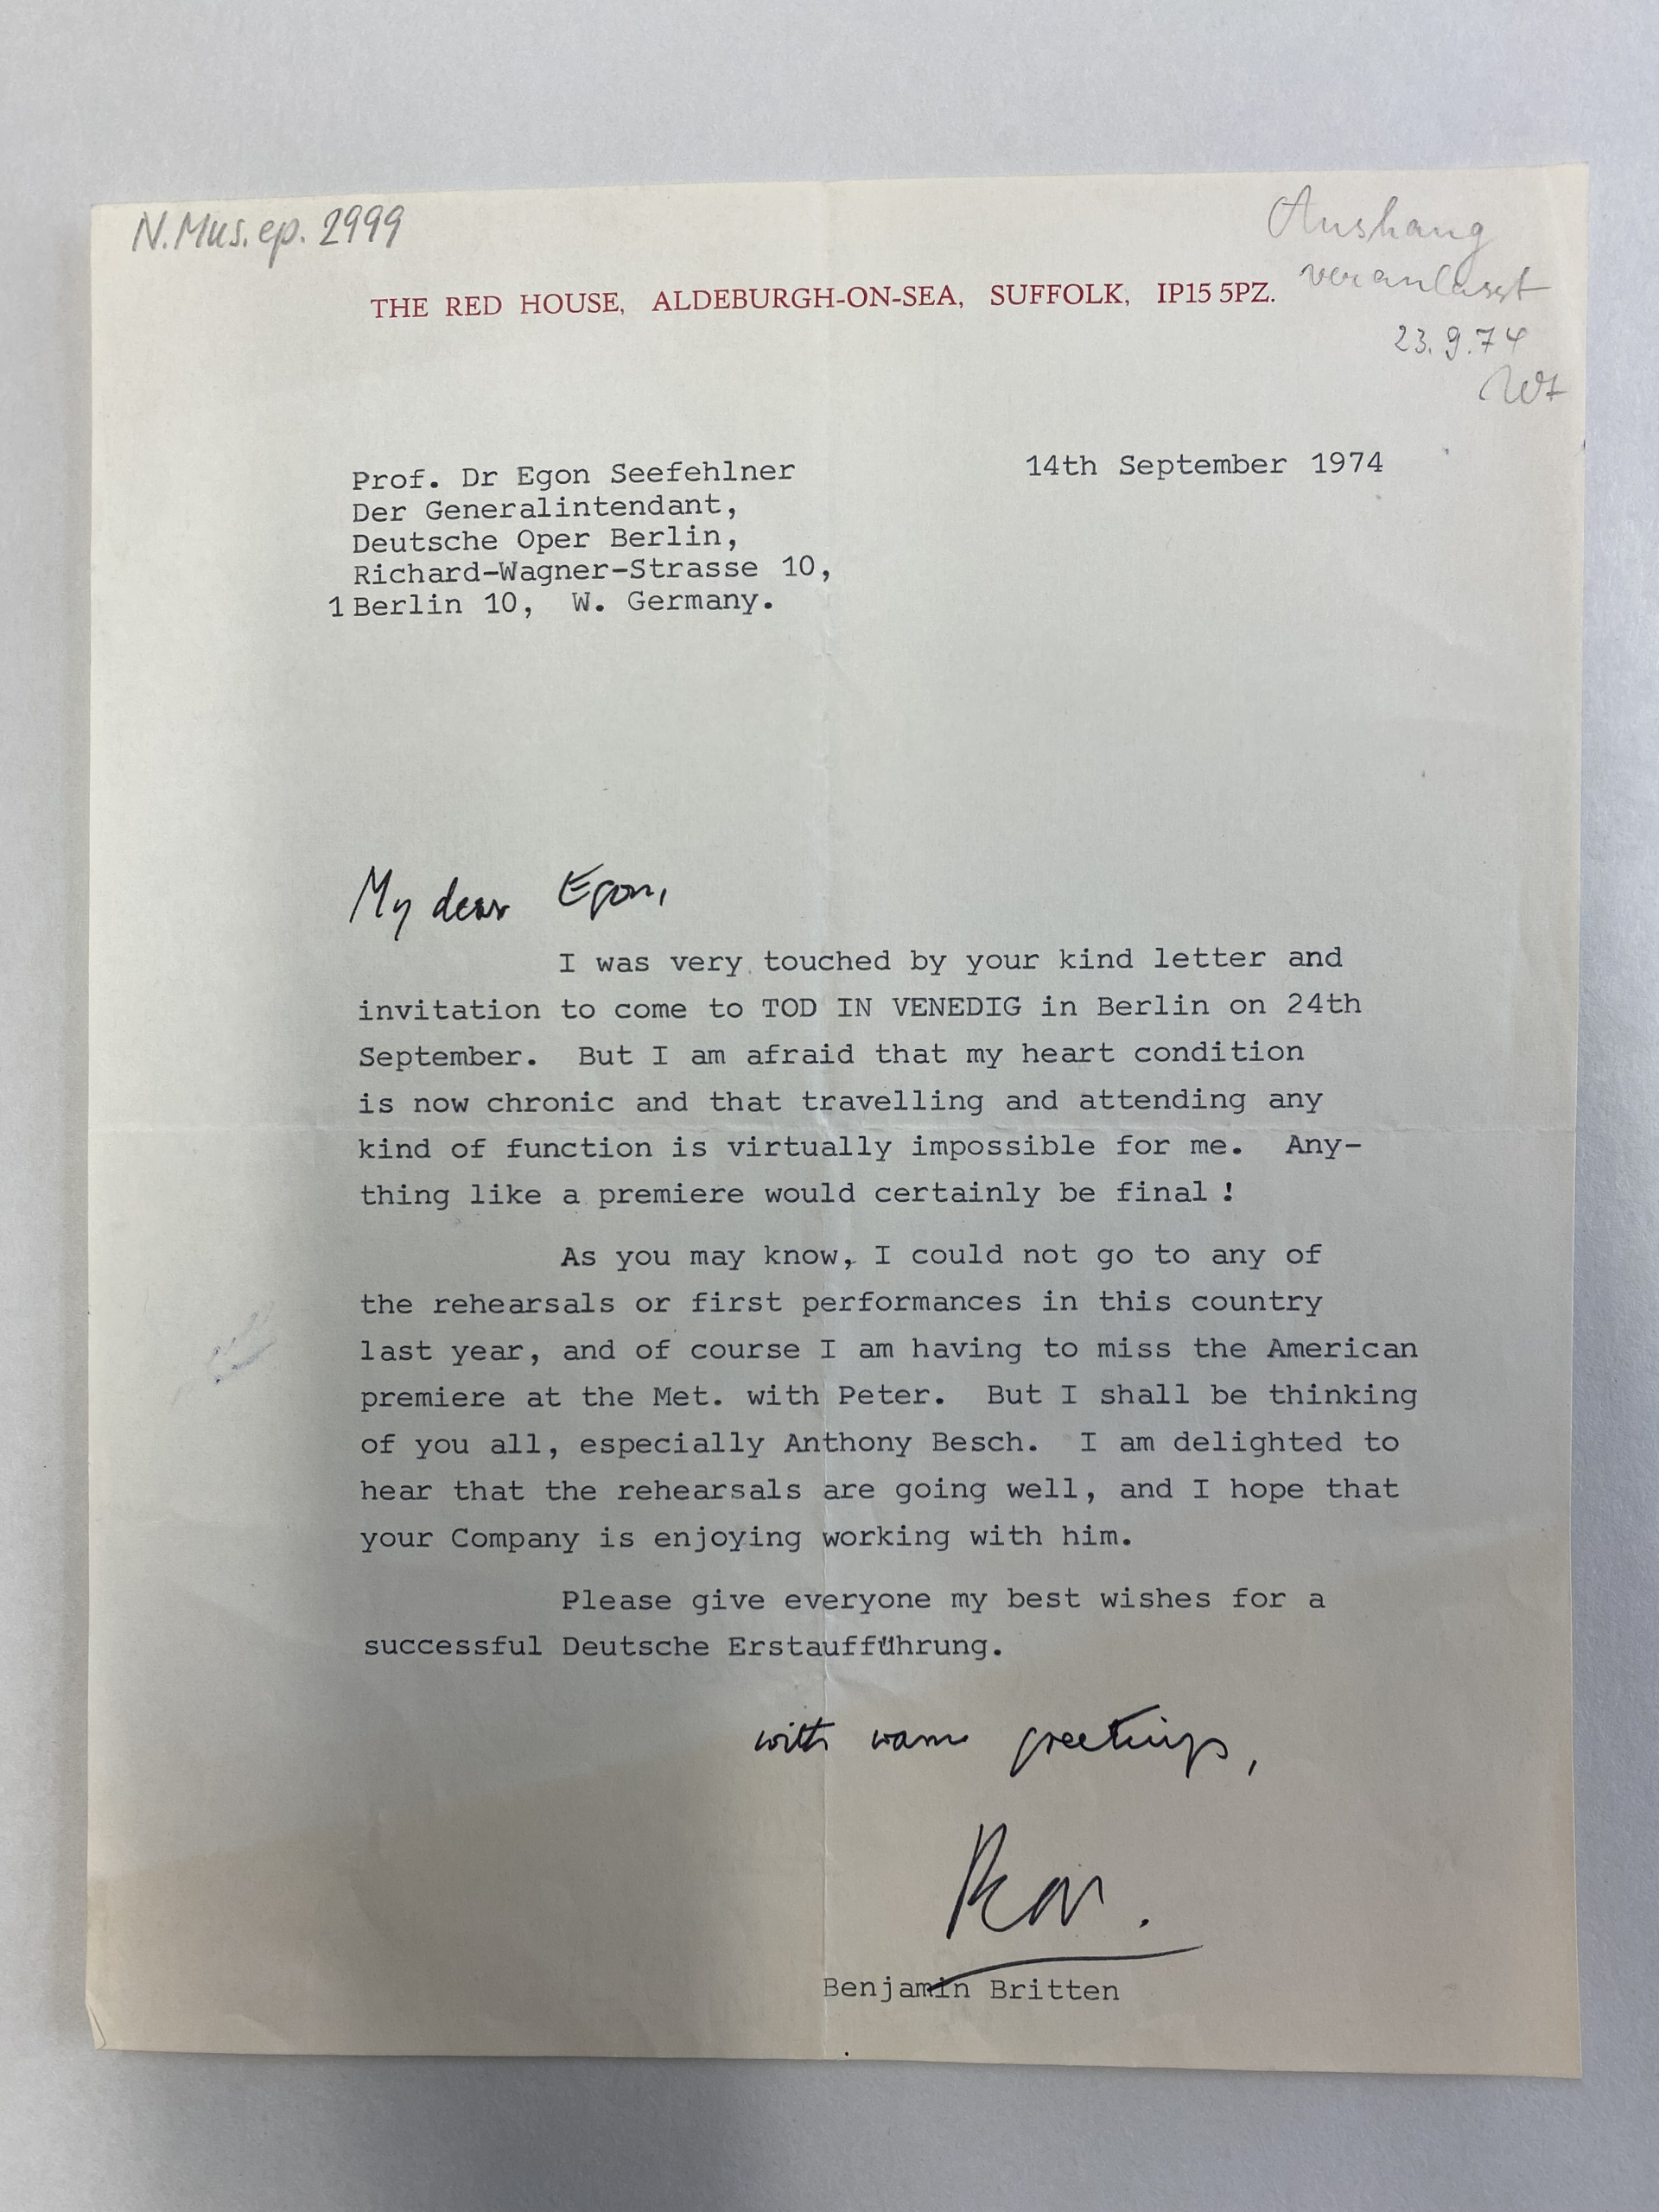 N.Mus.ep. 2999
Aushang
veranlasst
23.9.74
THE RED HOUSE, ALDEBURGH-ON-SEA, SUFFOLK, IP15 5PZ.
14th September 1974
Prof. Dr Egon Seefehlner
Der Generalintendant,
Deutsche Oper Berlin,
Richard-Wagner-Strasse 10,
1 Berlin 10, W. Germany.
My dear Egon,
I was very touched by your kind letter and
invitation to come to TOD IN VENEDIG in Berlin on 24th
September. But I am afraid that my heart condition
is now chronic and that travelling and attending any
kind of function is virtually impossible for me. Any-
thing like a premiere would certainly be final !
As you may know, I could not go to any of
the rehearsals or first performances in this country
last year, and of course I am having to miss the American
premiere at the Met. with Peter. But I shall be thinking
of you all, especially Anthony Besch. I am delighted to
hear that the rehearsals are going well, and I hope that
your Company is enjoying working with him.
Please give everyone my best wishes for a
successful Deutsche Erstaufführung.
with warm greetings,
Ben.
Benjamin Britten